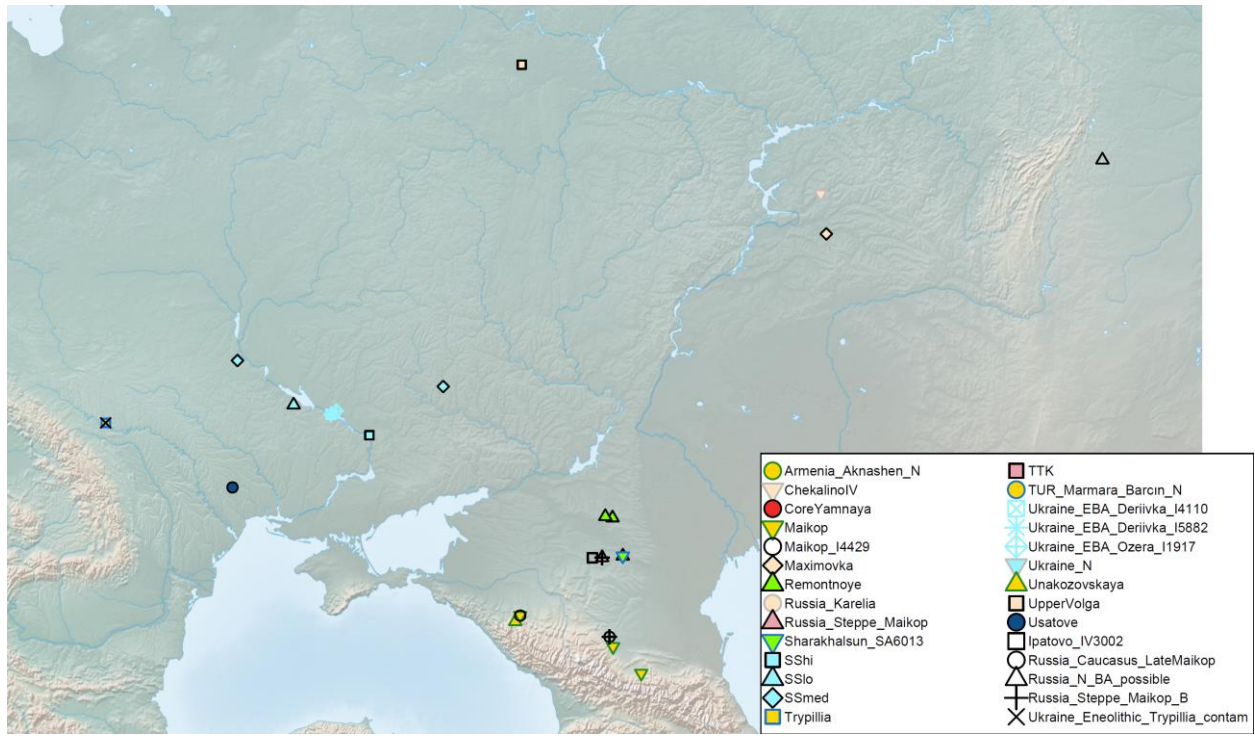 Armenia_Aknashen_N
ChekalinoIV
CoreYamnaya
Maikop
Maikop_I4429
Maximovka
Remontnoye
Russia_Karelia
Russia_Steppe_Maikop
Sharakhalsun_SA6013
SShi
SSlo
SSmed
Trypillia
TTK
TUR_Marmara_Barcın_N
Ukraine_EBA_Deriivka_I4110
Ukraine_EBA_Deriivka_I5882
Ukraine_EBA_Ozera_I1917
Ukraine_N
Unakozovskaya
UpperVolga
Usatove
Ipatovo_IV3002
Russia_Caucasus_LateMaikop
Russia_N_BA_possible
Russia_Steppe_Maikop_B
Ukraine_Eneolithic_Trypillia_contam